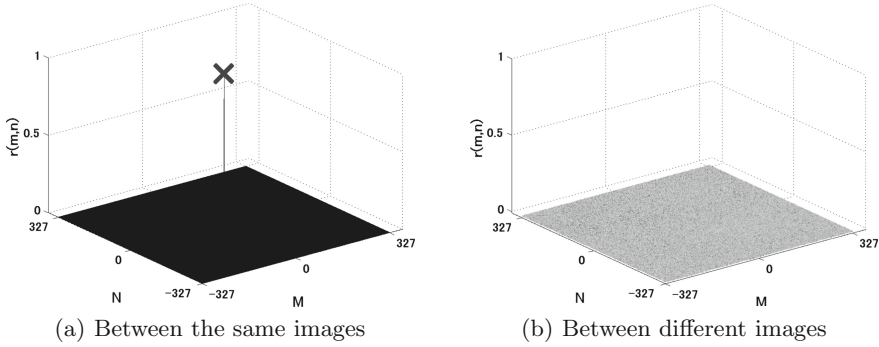 1
0.5
0
r(m,n)
327
0
-327
N
-327
0
327
M
(a) Between the same images
1
0.5
0
r(m,n)
327
0
-327
N
-327
0
327
M
(b) Between different images